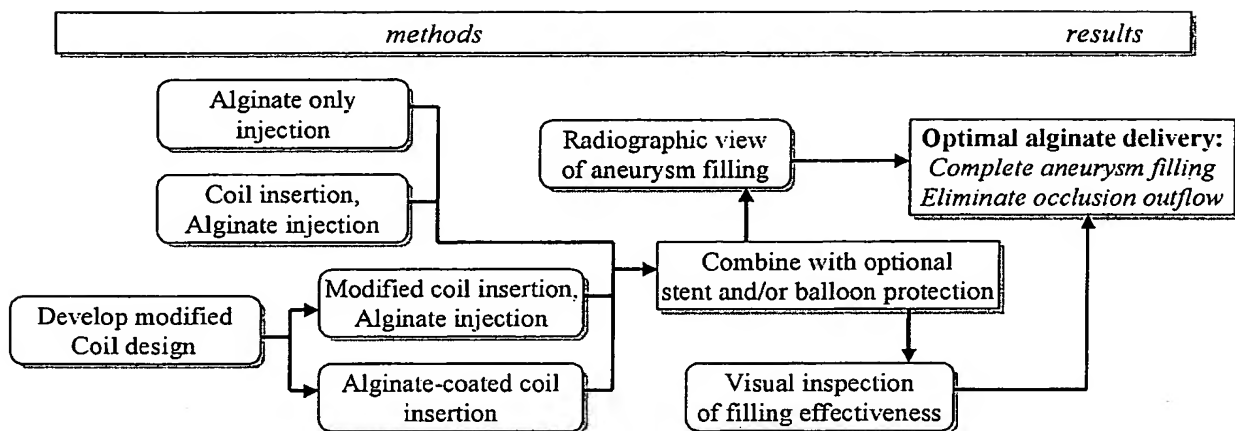 methods
results
Alginate only
injection
Coil insertion,
Alginate injection
Develop modified
Coil design
Modified coil insertion,
Alginate injection
Alginate-coated coil
insertion
Radiographic view
of aneurysm filling
Combine with optional
stent and/or balloon protection
Visual inspection
of filling effectiveness
Optimal alginate delivery:
Complete aneurysm filling
Eliminate occlusion outflow